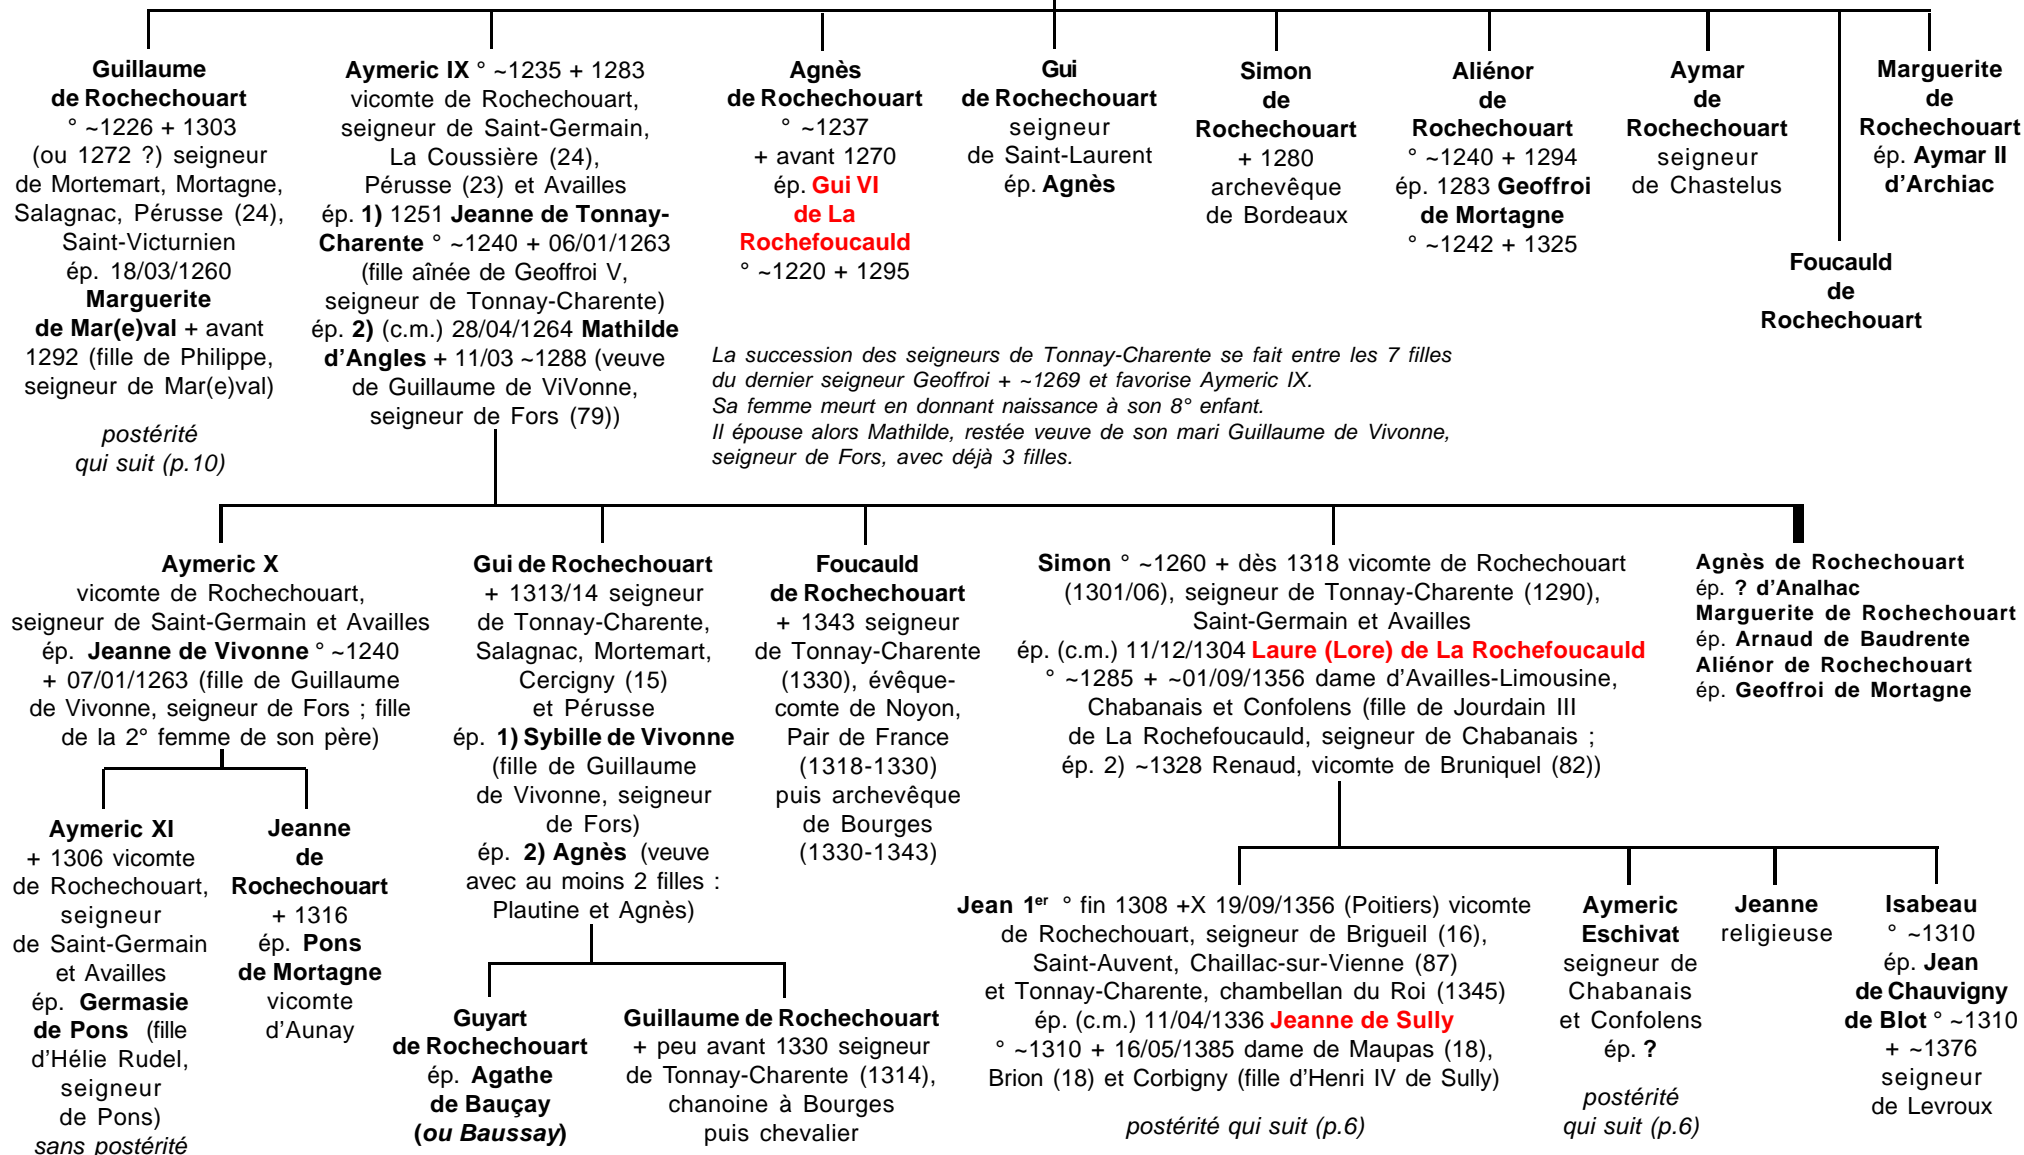 Guillaume
de Rochechouart
° ~1226 + 1303
(ou 1272 ?) seigneur
de Mortemart, Mortagne,
Salagnac, Pérusse (24),
Saint-Victurnien
ép. 18/03/1260
Marguerite
de Mar(e)val + avant
1292 (fille de Philippe,
seigneur de Mar(e)val)
postérité
qui suit (p.10)
Aymeric IX ° ~1235 + 1283
vicomte de Rochechouart,
seigneur de Saint-Germain,
La Coussière (24),
Pérusse (23) et Availles
ép. 1) 1251 Jeanne de Tonnay-
Charente ° ~1240 + 06/01/1263
(fille aînée de Geoffroi V,
seigneur de Tonnay-Charente)
ép. 2) (c.m.) 28/04/1264 Mathilde
d'Angles + 11/03 ~1288 (veuve
de Guillaume de ViVonne,
seigneur de Fors (79))
Agnès
de Rochechouart
° ~1237
+ avant 1270
ép. Gui VI
de La
Rochefoucauld
° ~1220 + 1295
Gui
de Rochechouart
seigneur
de Saint-Laurent
ép. Agnès
Simon
de
Rochechouart
+ 1280
archevêque
de Bordeaux
Aliénor
de
Rochechouart
° ~1240 + 1294
ép. 1283 Geoffroi
de Mortagne
° ~1242 + 1325
Aymar
de
Rochechouart
seigneur
de Chastelus
Foucauld
de
Rochechouart
Marguerite
de
Rochechouart
ép. Aymar II
d'Archiac
La succession des seigneurs de Tonnay-Charente se fait entre les 7 filles
du dernier seigneur Geoffroi + ~1269 et favorise Aymeric IX.
Sa femme meurt en donnant naissance à son 8° enfant.
Il épouse alors Mathilde, restée veuve de son mari Guillaume de Vivonne,
seigneur de Fors, avec déjà 3 filles.
Aymeric X
vicomte de Rochechouart,
seigneur de Saint-Germain et Availles
ép. Jeanne de Vivonne ° ~1240
+ 07/01/1263 (fille de Guillaume
de Vivonne, seigneur de Fors ; fille
de la 2° femme de son père)
Gui de Rochechouart
+ 1313/14 seigneur
de Tonnay-Charente,
Salagnac, Mortemart,
Cercigny (15)
et Pérusse
ép. 1) Sybille de Vivonne
(fille de Guillaume
de Vivonne, seigneur
de Fors)
ép. 2) Agnès (veuve
avec au moins 2 filles :
Plautine et Agnès)
Foucauld
de Rochechouart
+ 1343 seigneur
de Tonnay-Charente
(1330), évêque-
comte de Noyon,
Pair de France
(1318-1330)
puis archevêque
de Bourges
(1330-1343)
Simon ° ~1260 + dès 1318 vicomte de Rochechouart
(1301/06), seigneur de Tonnay-Charente (1290),
Saint-Germain et Availles
ép. (c.m.) 11/12/1304 Laure (Lore) de La Rochefoucauld
° ~1285 + ~01/09/1356 dame d'Availles-Limousine,
Chabanais et Confolens (fille de Jourdain III
de La Rochefoucauld, seigneur de Chabanais ;
ép. 2) ~1328 Renaud, vicomte de Bruniquel (82))
Agnès de Rochechouart
ép. ? d'Analhac
Marguerite de Rochechouart
ép. Arnaud de Baudrente
Aliénor de Rochechouart
ép. Geoffroi de Mortagne
Aymeric XI
+ 1306 vicomte
de Rochechouart,
seigneur
de Saint-Germain
et Availles
ép. Germasie
de Pons (fille
d'Hélie Rudel,
seigneur
de Pons)
sans postérité
Jeanne
de
Rochechouart
+ 1316
ép. Pons
de Mortagne
vicomte
d'Aunay
Guyart
de Rochechouart
ép. Agathe
de Bauçay
(ou Baussay)
Guillaume de Rochechouart
+ peu avant 1330 seigneur
de Tonnay-Charente (1314),
chanoine à Bourges
puis chevalier
Jean 1er ° fin 1308 +X 19/09/1356 (Poitiers) vicomte
de Rochechouart, seigneur de Brigueil (16),
Saint-Auvent, Chaillac-sur-Vienne (87)
et Tonnay-Charente, chambellan du Roi (1345)
ép. (c.m.) 11/04/1336 Jeanne de Sully
° ~1310 + 16/05/1385 dame de Maupas (18),
Brion (18) et Corbigny (fille d'Henri IV de Sully)
postérité qui suit (p.6)
Aymeric
Eschivat
seigneur de
Chabanais
et Confolens
ép. ?
postérité
qui suit (p.6)
Jeanne
religieuse
Isabeau
° ~1310
ép. Jean
de Chauvigny
de Blot ° ~1310
+ ~1376
seigneur
de Levroux